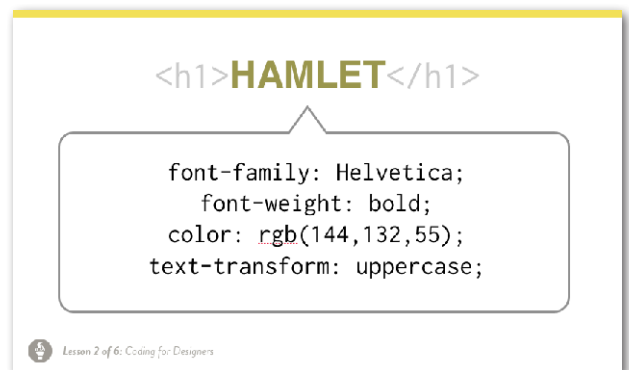 <h1>HAMLET</h1>
font-family: Helvetica;
font-weight: bold;
color: rgb(144,132,55);
text-transform: uppercase;
Lesson 2 of 6: Coding for Designers